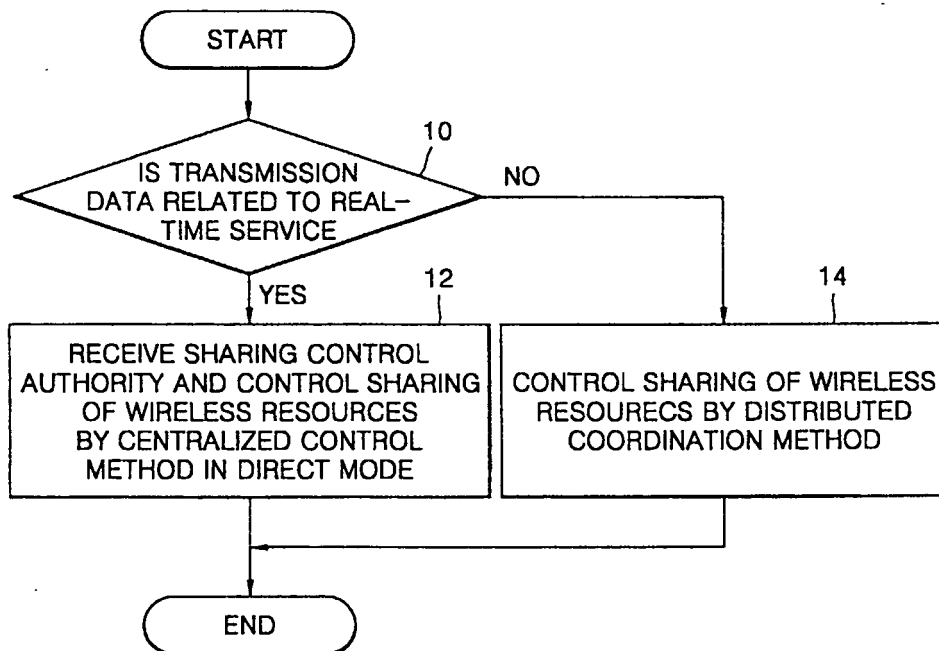 START
10
IS TRANSMISSION
DATA RELATED TO REAL-
TIME SERVICE
NO
YES
12
RECEIVE SHARING CONTROL
AUTHORITY AND CONTROL SHARING
OF WIRELESS RESOURCES
BY CENTRALIZED CONTROL
METHOD IN DIRECT MODE
14
CONTROL SHARING OF WIRELESS
RESOURECS BY DISTRIBUTED
COORDINATION METHOD
END